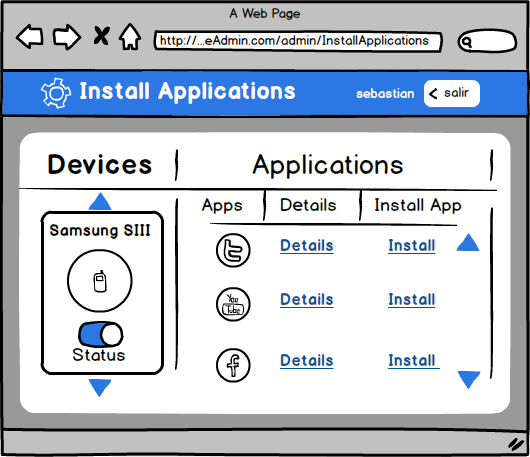 A Web Page
http://...eAdmin.com/admin/InstallApplications
Install Applications
sebastian
< salir
Devices
Applications
Apps
Details
Install App
Samsung SIII
Status
Details
Install
You
Tube
Details
Install
f
Details
Install